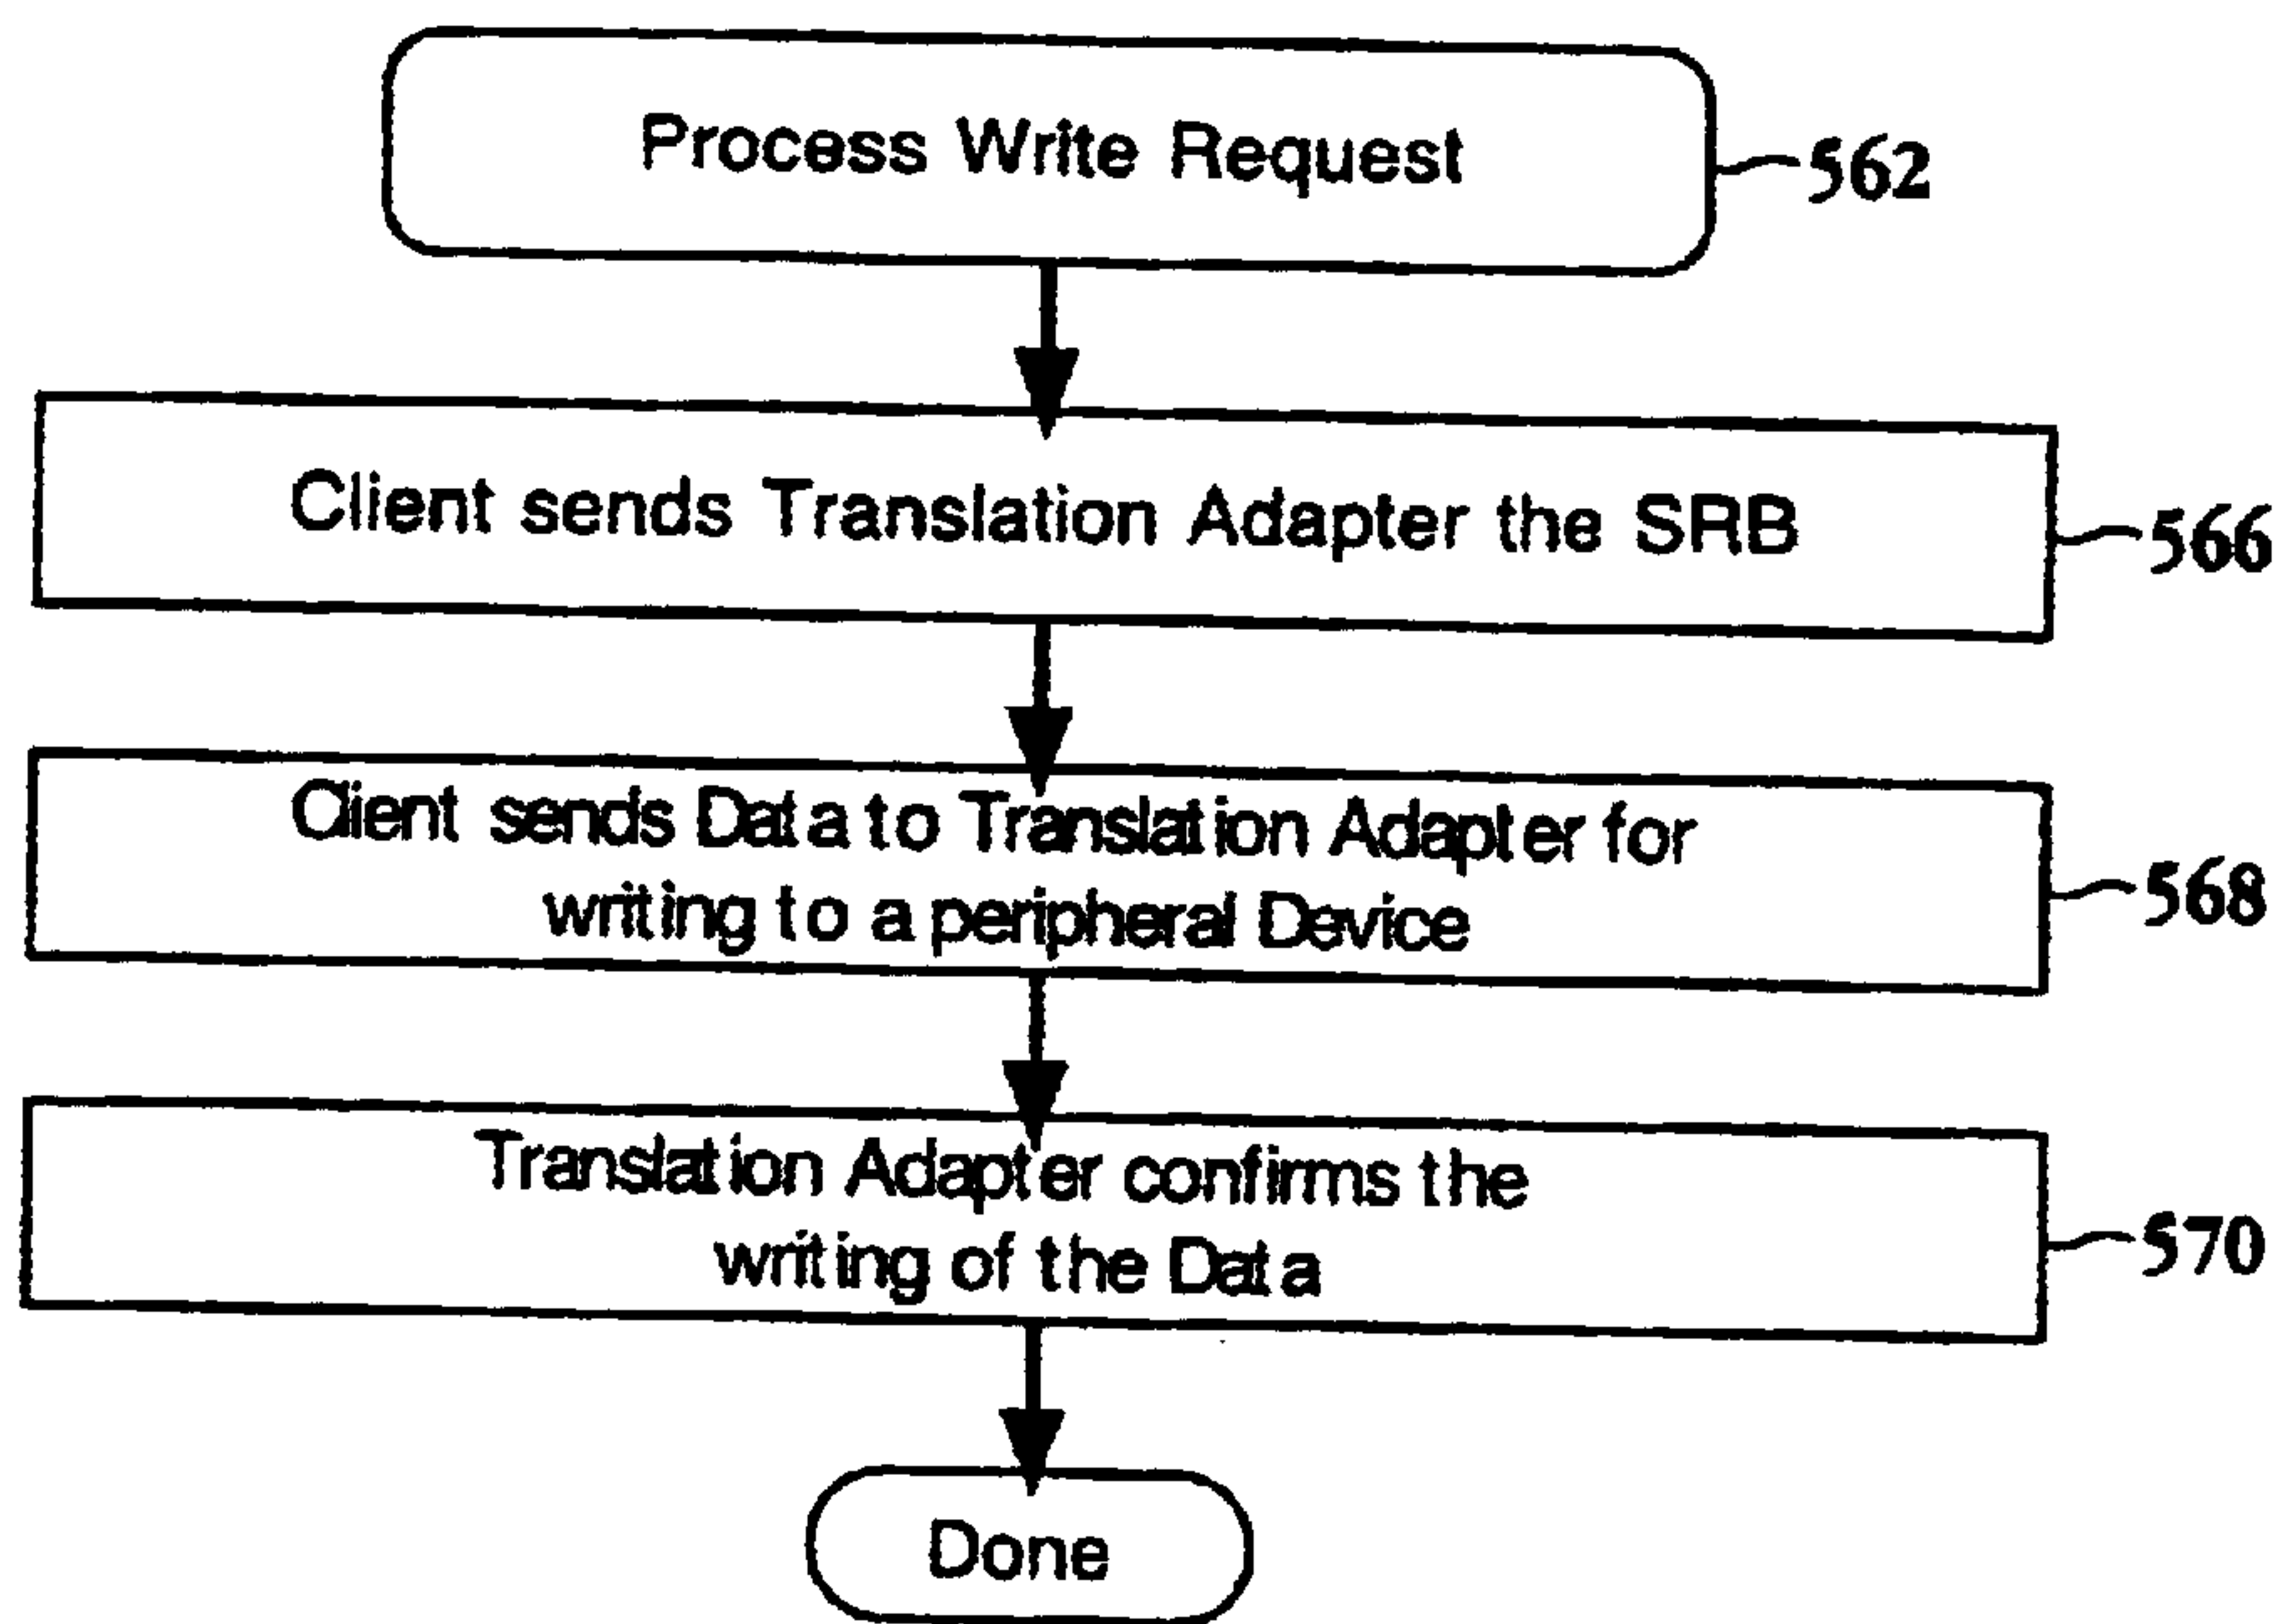 Process Write Request
562
Client sends Translation Adapter the SRB
566
Client sends Data to Translation Adapter for
writing to a peripheral Device
568
Translation Adapter confirms the
writing of the Data
570
Done